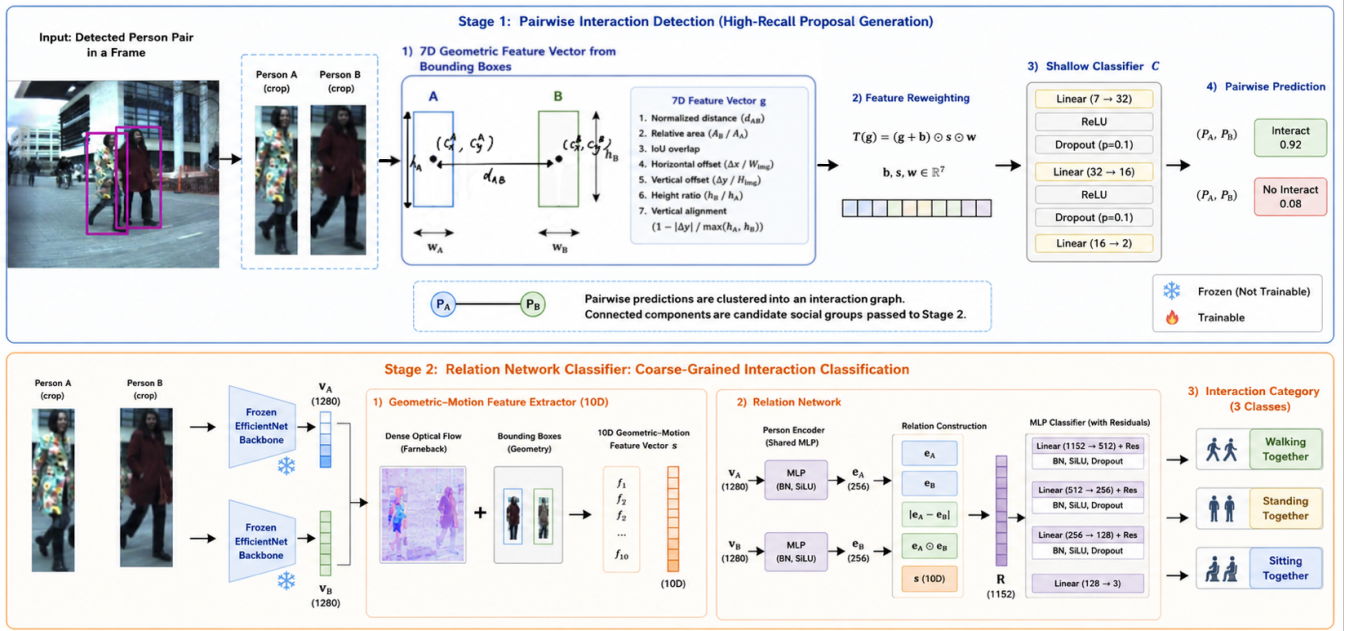 Stage 1: Pairwise Interaction Detection (High-Recall Proposal Generation)
Input: Detected Person Pair
in a Frame
Person A
(crop)
Person B
(crop)
1) 7D Geometric Feature Vector from
Bounding Boxes
A
B
(c_x^A, c_y^A)
(c_x^B, c_y^B)
h_A
h_B
d_AB
w_A
w_B
7D Feature Vector g
1. Normalized distance (d_AB)
2. Relative area (A_B / A_A)
3. IoU overlap
4. Horizontal offset (Δx / W_img)
5. Vertical offset (Δy / H_img)
6. Height ratio (h_B / h_A)
7. Vertical alignment
(1 − |Δy| / max(h_A, h_B))
2) Feature Reweighting
T(g) = (g + b) ⊙ s ⊙ w
b, s, w ∈ ℝ^7
3) Shallow Classifier C
Linear (7 → 32)
ReLU
Dropout (p=0.1)
Linear (32 → 16)
ReLU
Dropout (p=0.1)
Linear (16 → 2)
4) Pairwise Prediction
(P_A, P_B)
Interact
0.92
(P_A, P_B)
No Interact
0.08
P_A
P_B
Pairwise predictions are clustered into an interaction graph.
Connected components are candidate social groups passed to Stage 2.
Frozen (Not Trainable)
Trainable
Stage 2: Relation Network Classifier: Coarse-Grained Interaction Classification
Person A
(crop)
Person B
(crop)
Frozen
EfficientNet
Backbone
v_A
(1280)
Frozen
EfficientNet
Backbone
v_B
(1280)
1) Geometric–Motion Feature Extractor (10D)
Dense Optical Flow
(Farneback)
+
Bounding Boxes
(Geometry)
10D Geometric–Motion
Feature Vector s
f_1
f_2
f_2
...
f_10
(10D)
2) Relation Network
Person Encoder
(Shared MLP)
v_A
(1280)
MLP
(BN, SiLU)
e_A
(256)
v_B
(1280)
MLP
(BN, SiLU)
e_B
(256)
Relation Construction
e_A
e_B
|e_A − e_B|
e_A ⊙ e_B
s (10D)
R
(1152)
MLP Classifier (with Residuals)
Linear (1152 → 512) + Res
BN, SiLU, Dropout
Linear (512 → 256) + Res
BN, SiLU, Dropout
Linear (256 → 128) + Res
BN, SiLU, Dropout
Linear (128 → 3)
3) Interaction Category
(3 Classes)
Walking
Together
Standing
Together
Sitting
Together